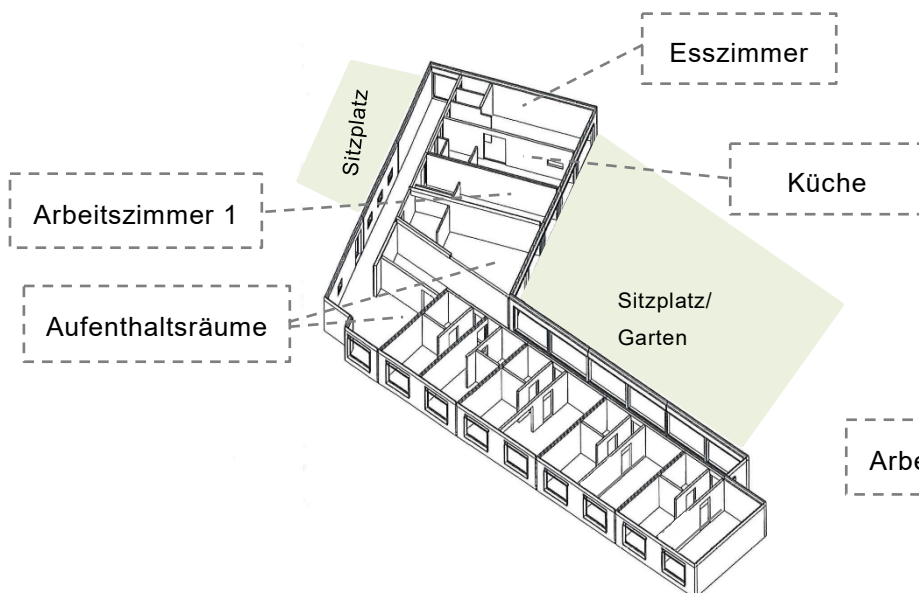 Esszimmer
Sitzplatz
Küche
Arbeitszimmer 1
Sitzplatz/
Garten
Aufenthaltsräume
Arbe